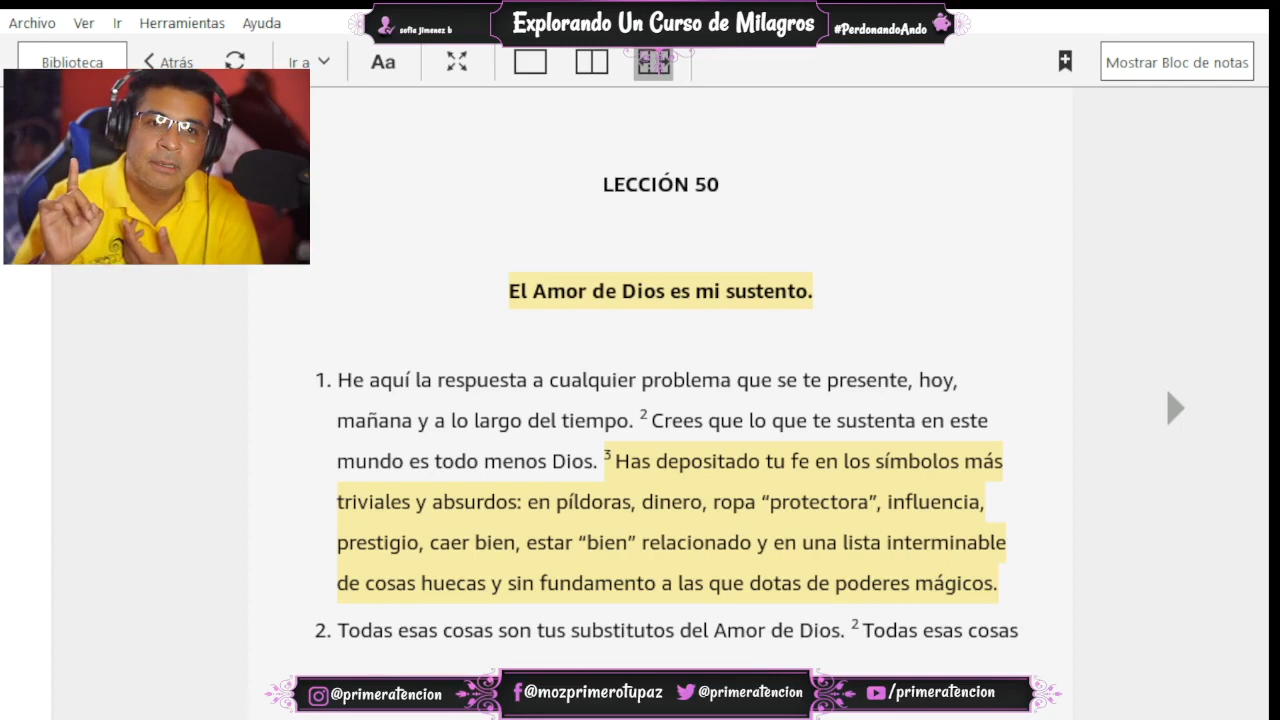 Archivo Ver Ir Herramientas Ayuda
sofia Jimenez b
Explorando Un Curso de Milagros
#PerdonandoAndo
Biblioteca Atrás Ir a Aa Mostrar Bloc de notas
LECCIÓN 50
El Amor de Dios es mi sustento.
1. He aquí la respuesta a cualquier problema que se te presente, hoy,
mañana y a lo largo del tiempo. 2 Crees que lo que te sustenta en este
mundo es todo menos Dios. 3 Has depositado tu fe en los símbolos más
triviales y absurdos: en píldoras, dinero, ropa “protectora”, influencia,
prestigio, caer bien, estar “bien” relacionado y en una lista interminable
de cosas huecas y sin fundamento a las que dotas de poderes mágicos.
2. Todas esas cosas son tus substitutos del Amor de Dios. 2 Todas esas cosas
@primeratencion @mozprimerotupaz @primeratencion /primeratencion